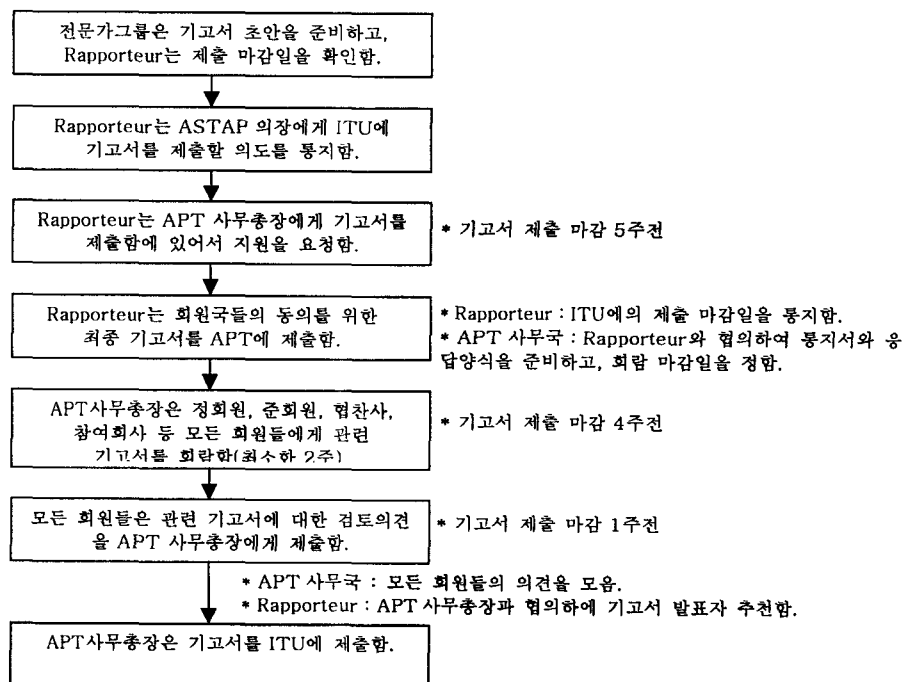 전문가그룹은 기고서 초안을 준비하고,
Rapporteur는 제출 마감일을 확인함.
Rapporteur는 ASTAP 의장에게 ITU에
기고서를 제출할 의도를 통지함.
Rapporteur는 APT 사무총장에게 기고서를
제출함에 있어서 지원을 요청함.
* 기고서 제출 마감 5주전
Rapporteur는 회원국들의 동의를 위한
최종 기고서를 APT에 제출함.
* Rapporteur : ITU에의 제출 마감일을 통지함.
* APT 사무국 : Rapporteur와 협의하여 통지서와 응
답양식을 준비하고, 회람 마감일을 정함.
APT사무총장은 정회원, 준회원, 협찬사,
참여회사 등 모든 회원들에게 관련
기고서를 회람함(최소한 2주)
* 기고서 제출 마감 4주전
모든 회원들은 관련 기고서에 대한 검토의견
을 APT 사무총장에게 제출함.
* 기고서 제출 마감 1주전
* APT 사무국 : 모든 회원들의 의견을 모음.
* Rapporteur : APT 사무총장과 협의하에 기고서 발표자 추천함.
APT사무총장은 기고서를 ITU에 제출함.